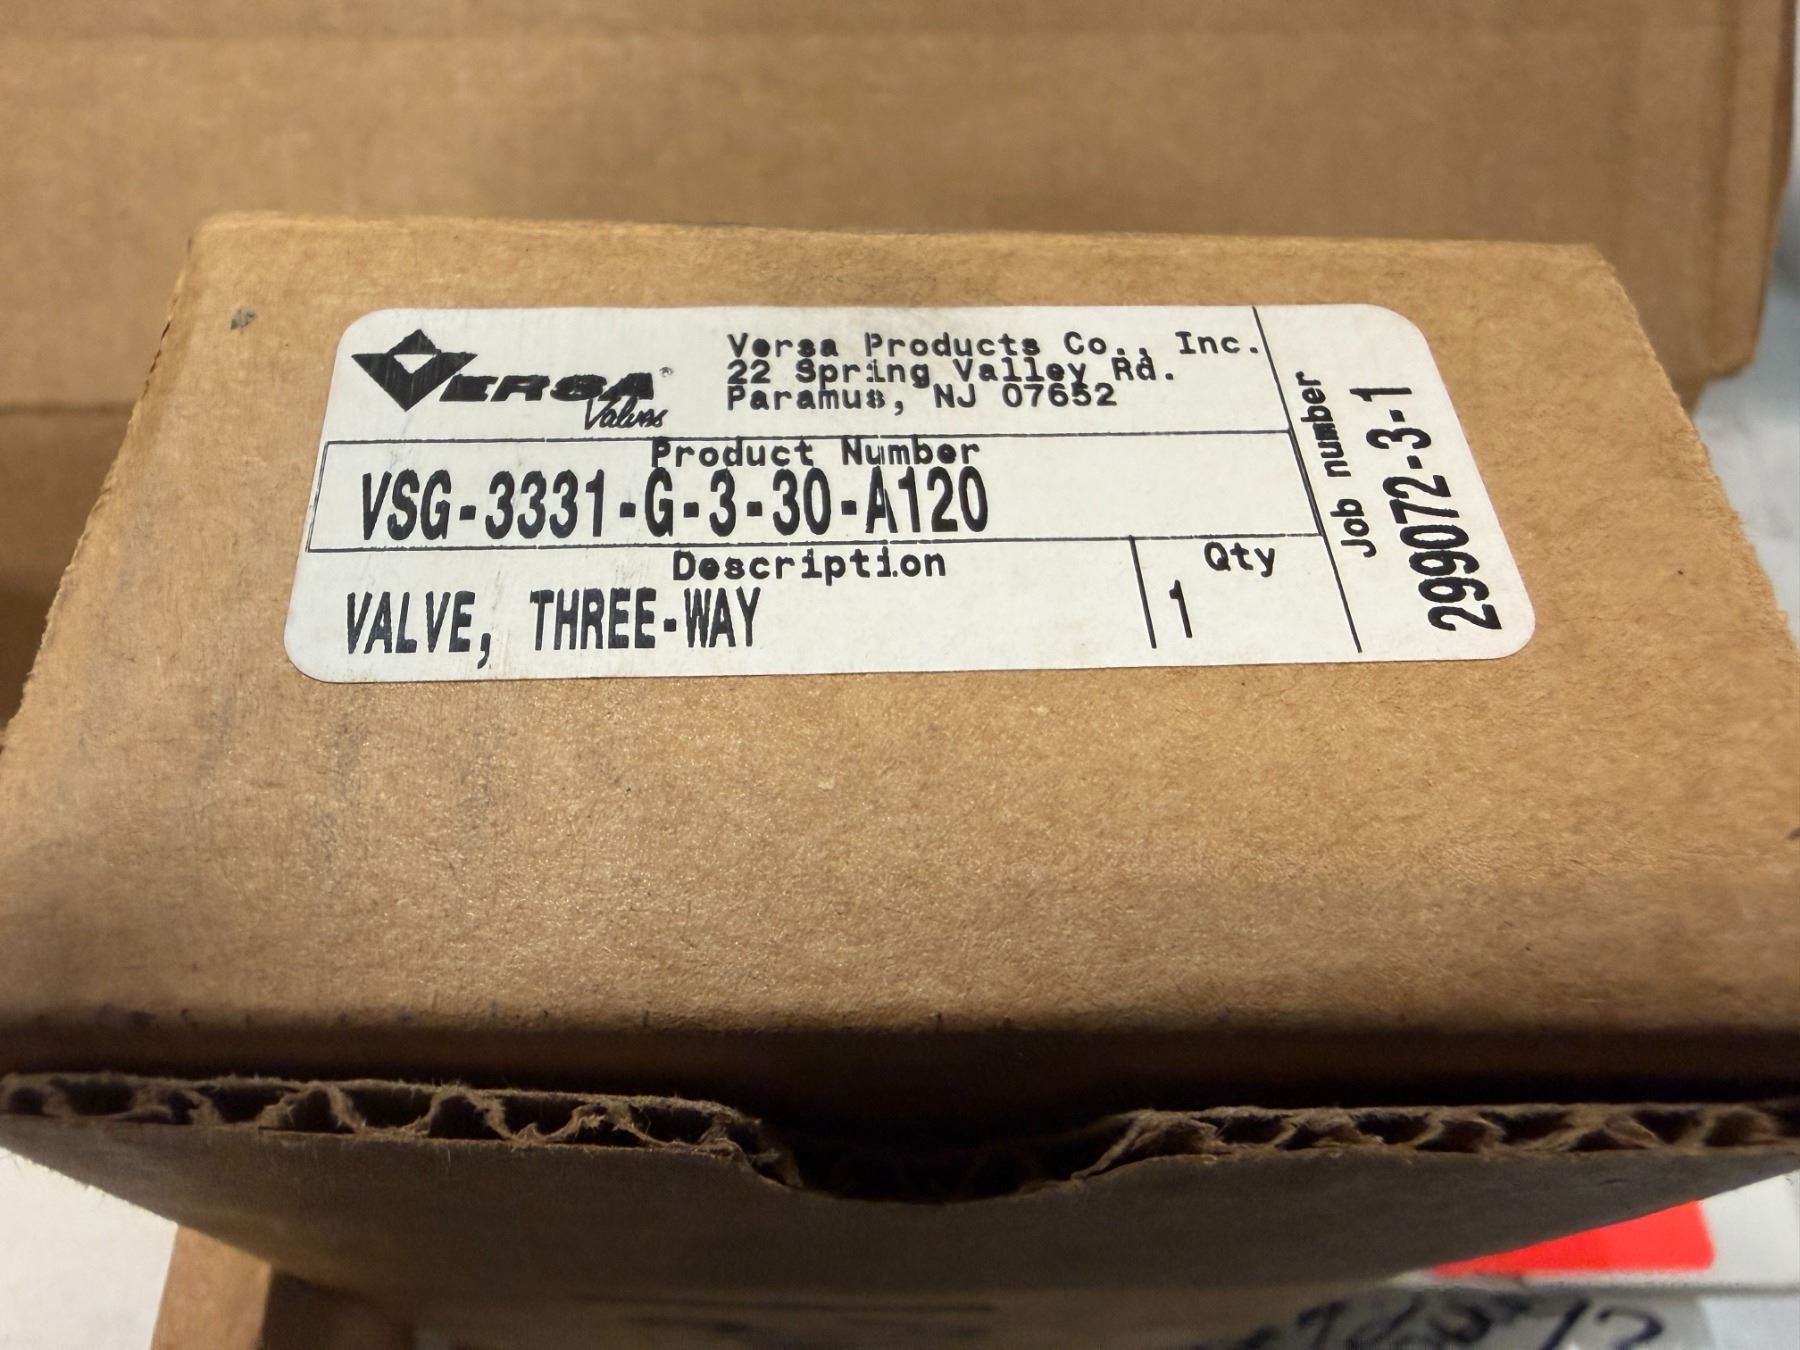 VERSA®
Valves
Versa Products Co., Inc.
22 Spring Valley Rd.
Paramus, NJ 07652
Product Number
VSG-3331-G-3-30-A120
Description
VALVE, THREE-WAY
Qty
1
Job number
299072-3-1